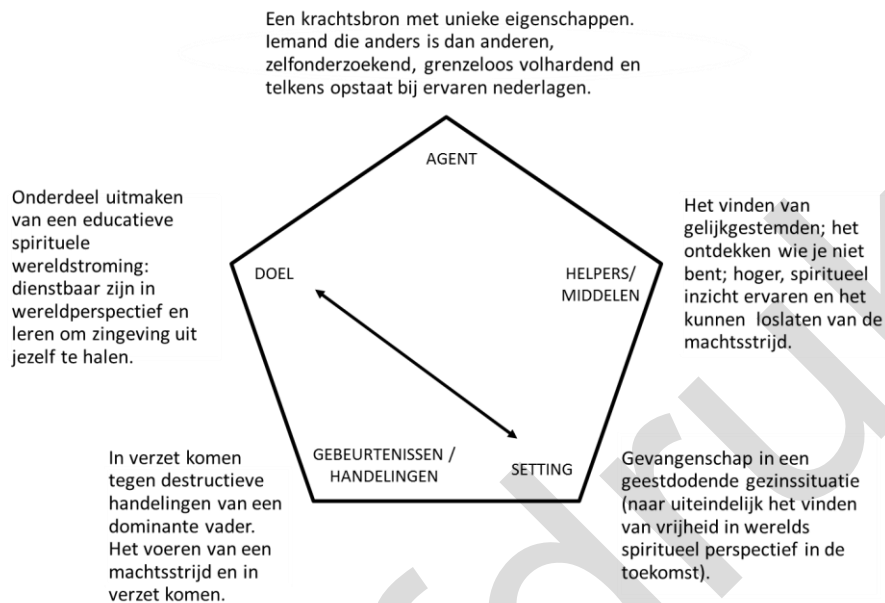 Een krachtsbron met unieke eigenschappen.
Iemand die anders is dan anderen,
zelfonderzoekend, grenzeloos volhardend en
telkens opstaat bij ervaren nederlagen.
AGENT
Onderdeel uitmaken
van een educatieve
spirituele
wereldstroming:
dienstbaar zijn in
wereldperspectief en
leren om zingeving uit
jezelf te halen.
DOEL
HELPERS/
MIDDELEN
Het vinden van
gelijkgestemden; het
ontdekken wie je niet
bent; hoger, spiritueel
inzicht ervaren en het
kunnen loslaten van de
machtsstrijd.
In verzet komen
tegen destructieve
handelingen van een
dominante vader.
Het voeren van een
machtsstrijd en in
verzet komen.
GEBEURTENISSEN /
HANDELINGEN
SETTING
Gevangenschap in een
geestdodende gezinssituatie
(naar uiteindelijk het vinden
van vrijheid in werelds
spiritueel perspectief in de
toekomst).